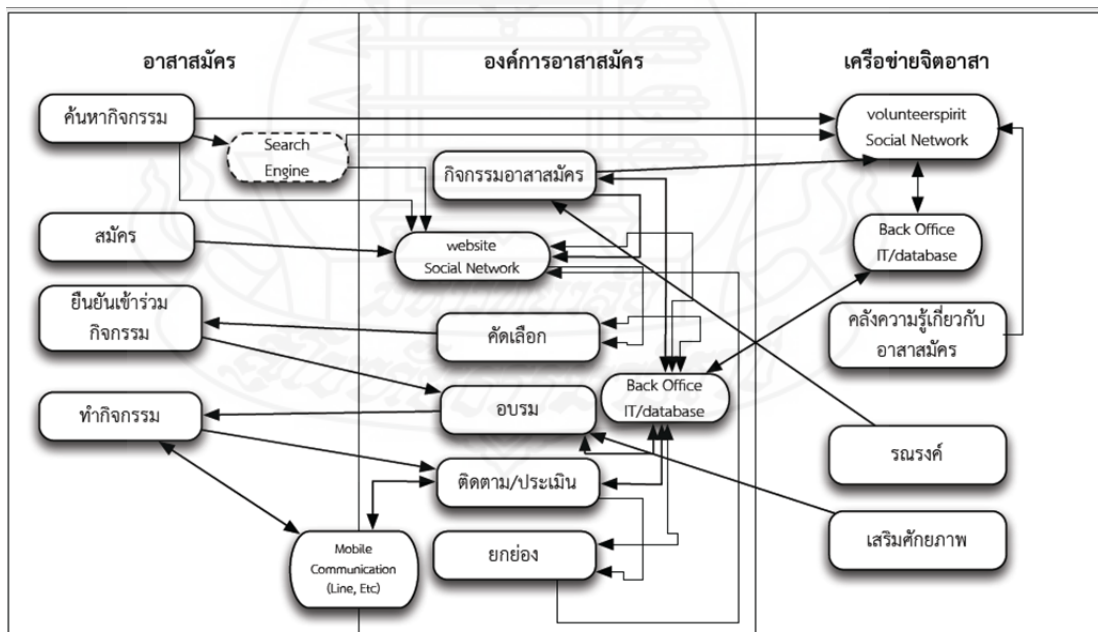 อาสาสมัคร
องค์การอาสาสมัคร
เครือข่ายจิตอาสา
ค้นหากิจกรรม
Search
Engine
สมัคร
ยืนยันเข้าร่วม
กิจกรรม
ทำกิจกรรม
Mobile
Communication
(Line, Etc)
กิจกรรมอาสาสมัคร
website
Social Network
คัดเลือก
Back Office
IT/database
อบรม
ติดตาม/ประเมิน
ยกย่อง
volunteerspirit
Social Network
Back Office
IT/database
คลังความรู้เกี่ยวกับ
อาสาสมัคร
รณรงค์
เสริมศักยภาพ